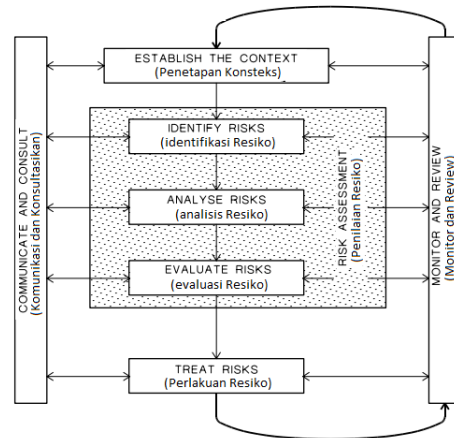 ESTABLISH THE CONTEXT
(Penetapan Konsteks)
IDENTIFY RISKS
(identifikasi Resiko)
ANALYSE RISKS
(analisis Resiko)
EVALUATE RISKS
(evaluasi Resiko)
TREAT RISKS
(Perlakuan Resiko)
COMMUNICATE AND CONSULT
(Komunikasi dan Konsultasikan)
RISK ASSESSMENT
(Penilaian Resiko)
MONITOR AND REVIEW
(Monitor dan Review)